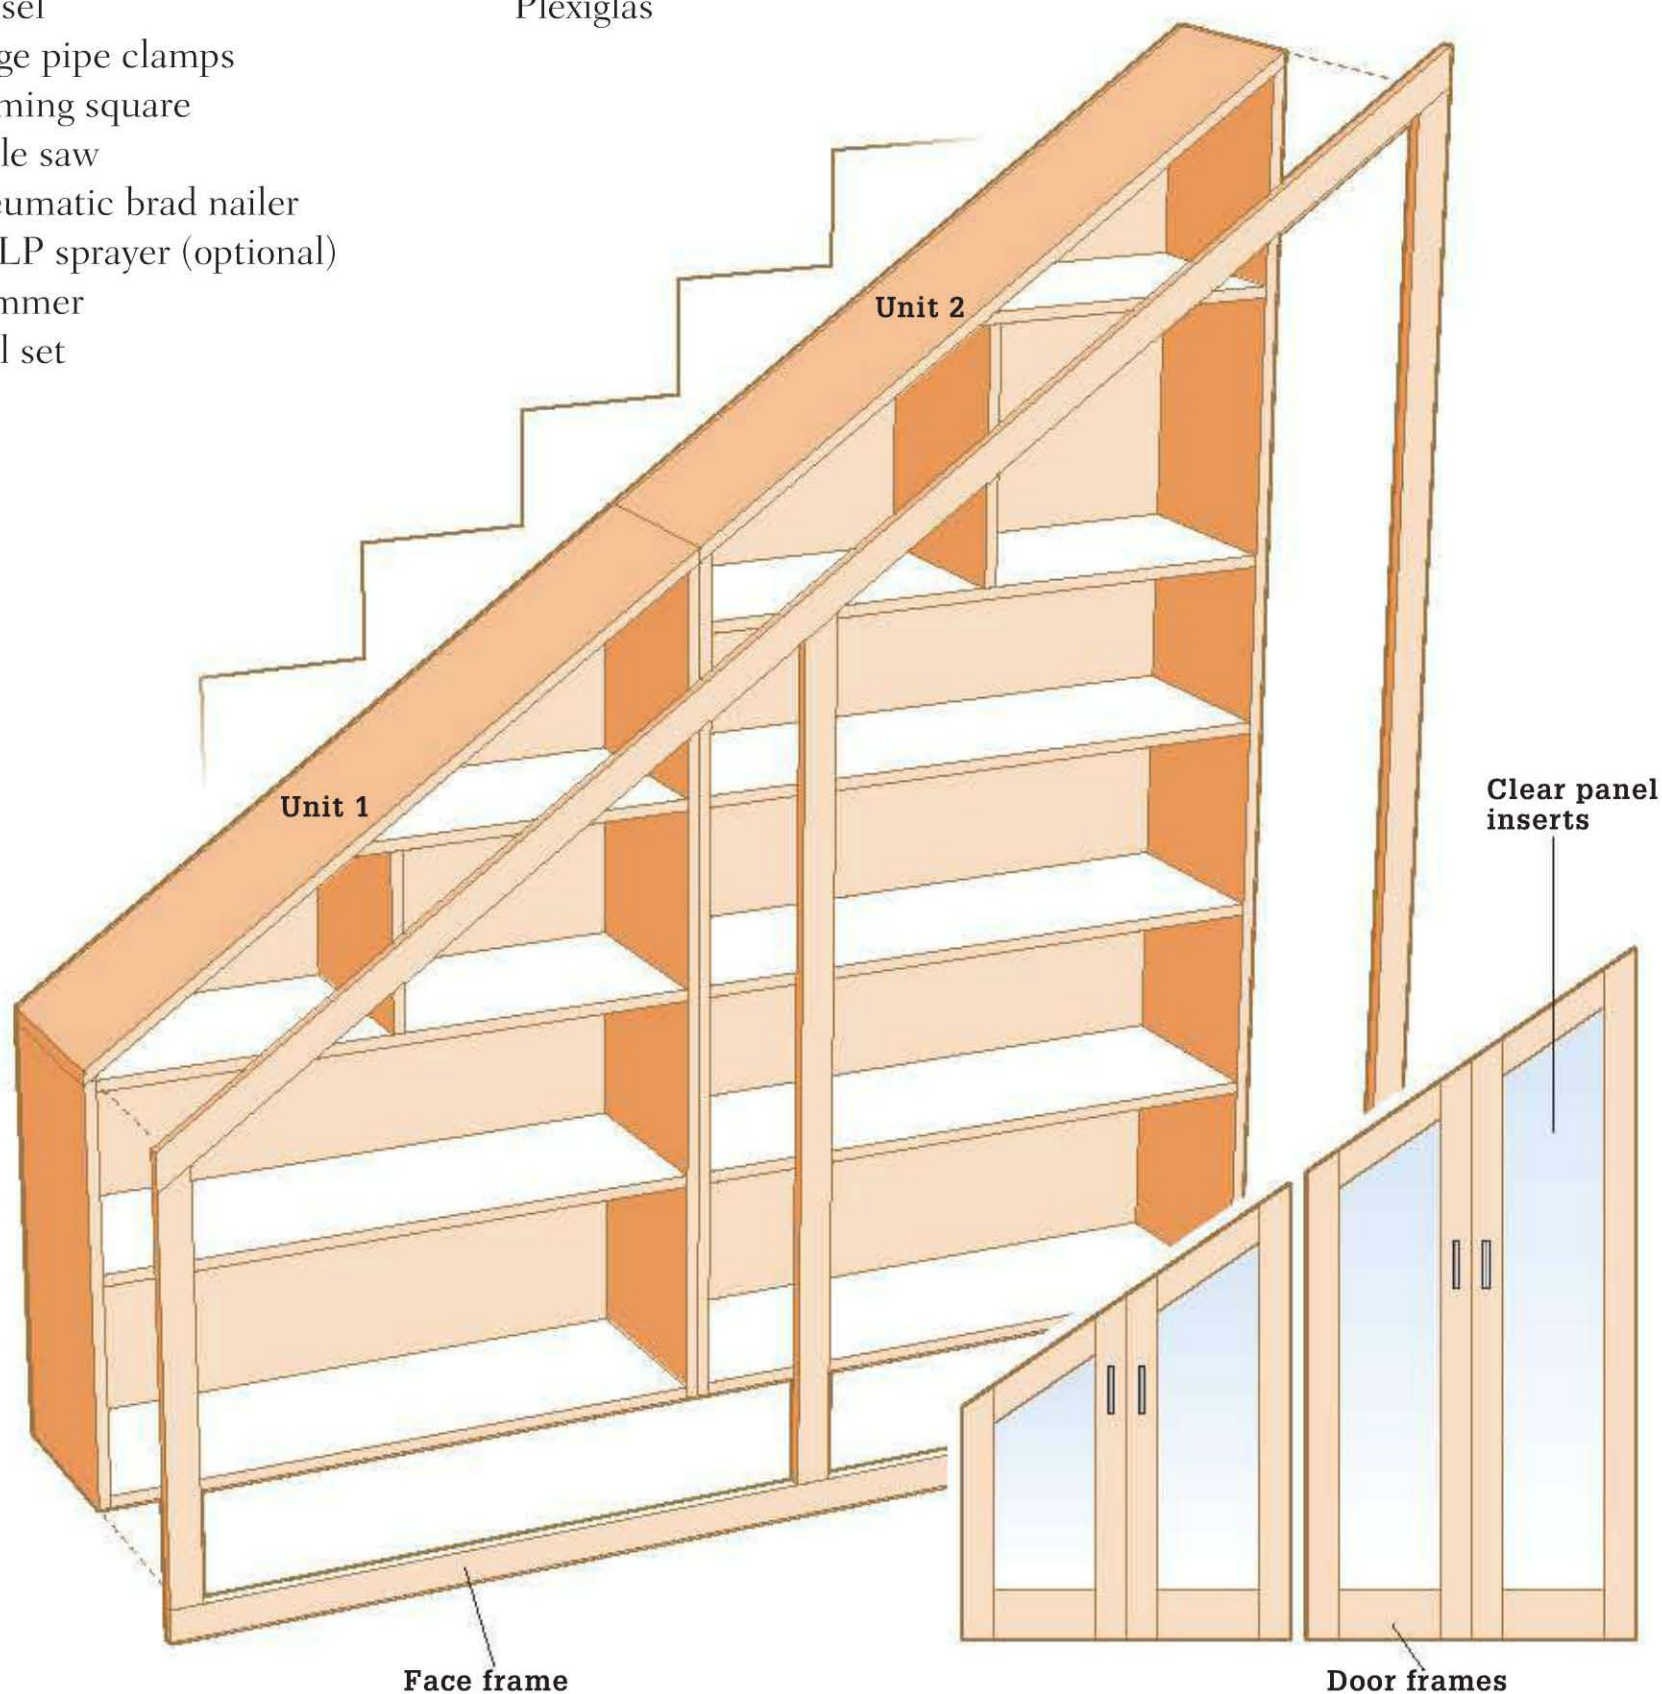 sel
ge pipe clamps
ming square
le saw
eumatic brad nailer
LP sprayer (optional)
mmer
l set
Plexiglas
Unit 2
Unit 1
Clear panel
inserts
Face frame
Door frames